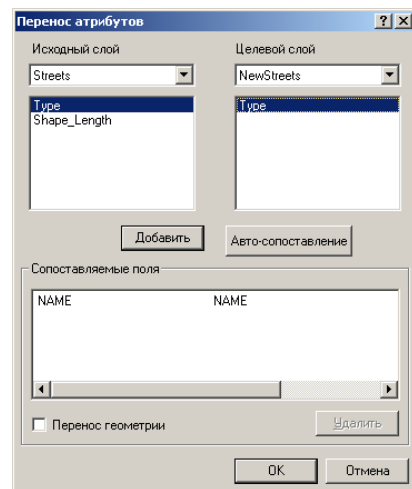 Перенос атрибутов
Исходный слой Целевой слой
Streets NewStreets
Type Type
Shape_Length
Добавить Авто-сопоставление
Сопоставляемые поля
NAME NAME
Перенос геометрии Удалить
OK Отмена